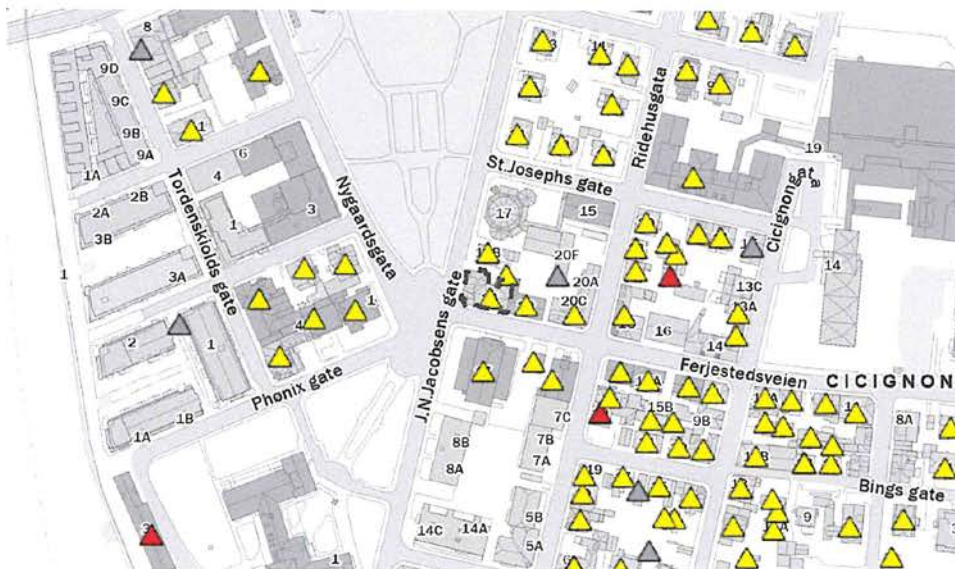 8
9D
9C
9B
9A
1A
6
4
2B
2A
3B
Tordenskiolds gate
1
3
Nygaardsgata
3A
1
2
1
4
1
Phønix gate
1B
1A
1
St.Josephs gate
Ridehusgata
19
Cicignongata
17
15
20F
20A
20C
J.N.Jacobsens gate
13C
14
16
14
Ferjestedsveien
CICIGNON
15B
9B
7C
7B
7A
8B
8A
8A
19
Bings gate
14C
14A
5B
5A
9